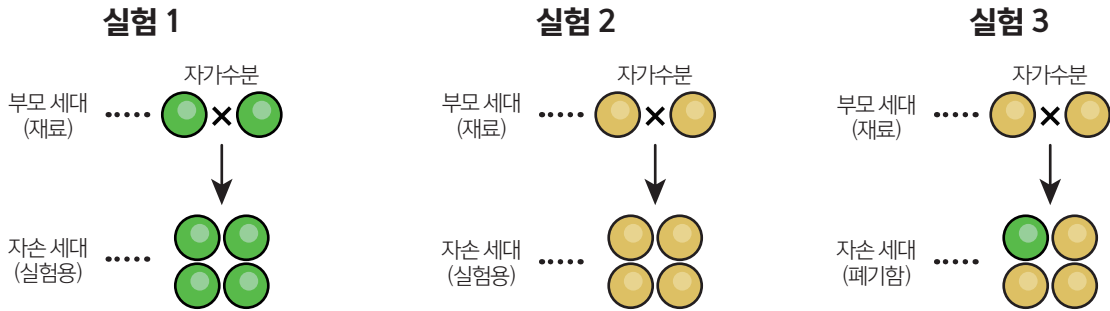 실험 1
자가수분
부모 세대
(재료)
자손 세대
(실험용)
실험 2
자가수분
부모 세대
(재료)
자손 세대
(실험용)
실험 3
자가수분
부모 세대
(재료)
자손 세대
(폐기함)